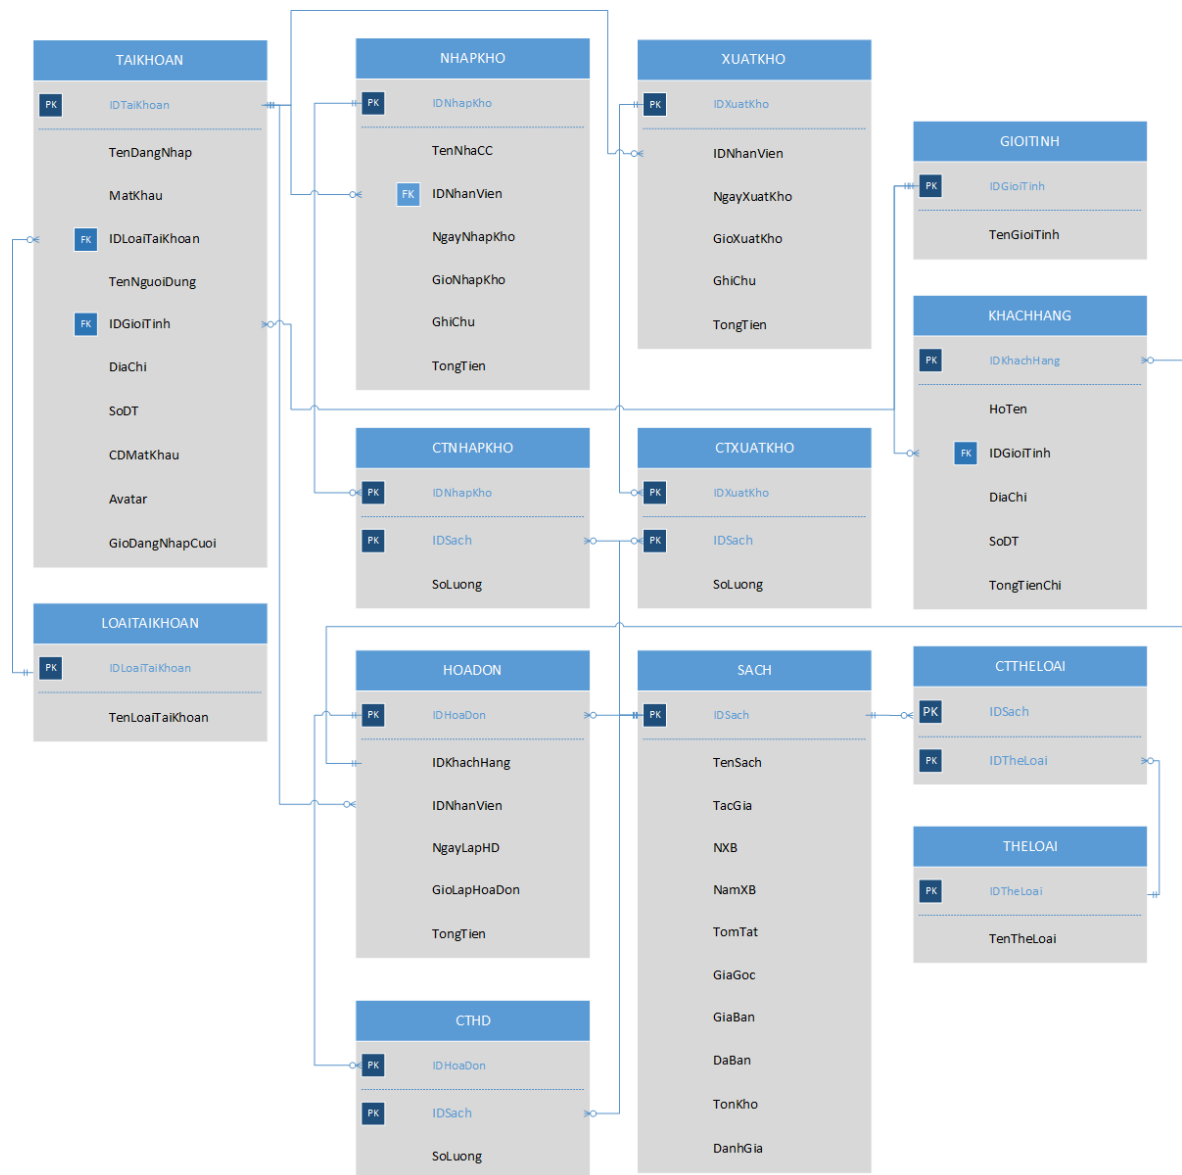 TAIKHOAN
PK IDTaiKhoan
TenDangNhap
MatKhau
FK IDLoaiTaiKhoan
TenNguoiDung
FK IDGioiTinh
DiaChi
SoDT
CDMatKhau
Avatar
GioDangNhapCuoi
LOAITAIKHOAN
PK IDLoaiTaiKhoan
TenLoaiTaiKhoan
NHAPKHO
PK IDNhapKho
TenNhaCC
FK IDNhanVien
NgayNhapKho
GioNhapKho
GhiChu
TongTien
CTNHAPKHO
PK IDNhapKho
PK IDSach
SoLuong
HOADON
PK IDHoaDon
IDKhachHang
IDNhanVien
NgayLapHD
GioLapHoaDon
TongTien
CTHD
PK IDHoaDon
PK IDSach
SoLuong
XUATKHO
PK IDXuatKho
IDNhanVien
NgayXuatKho
GioXuatKho
GhiChu
TongTien
CTXUATKHO
PK IDXuatKho
PK IDSach
SoLuong
SACH
PK IDSach
TenSach
TacGia
NXB
NamXB
TomTat
GiaGoc
GiaBan
DaBan
TonKho
DanhGia
GIOITINH
PK IDGioiTinh
TenGioiTinh
KHACHHANG
PK IDKhachHang
HoTen
FK IDGioiTinh
DiaChi
SoDT
TongTienChi
CTTHELOAI
PK IDSach
PK IDTheLoai
THELOAI
PK IDTheLoai
TenTheLoai